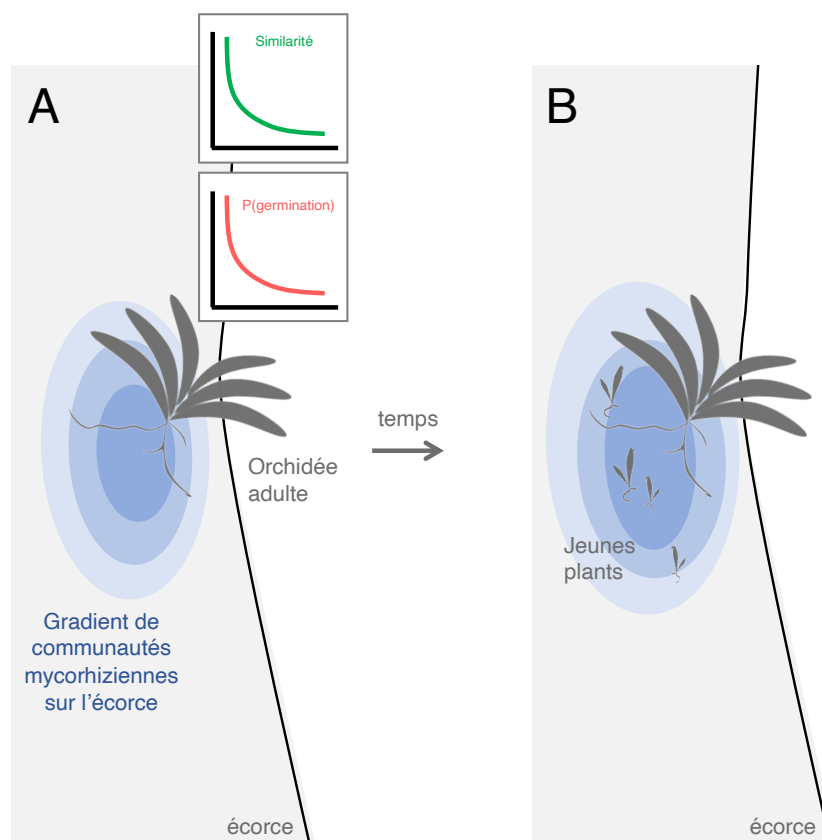 A
Similarité
P(germination)
Orchidée
adulte
Gradient de
communautés
mycorhiziennes
sur l'écorce
écorce
temps
B
Jeunes
plants
écorce